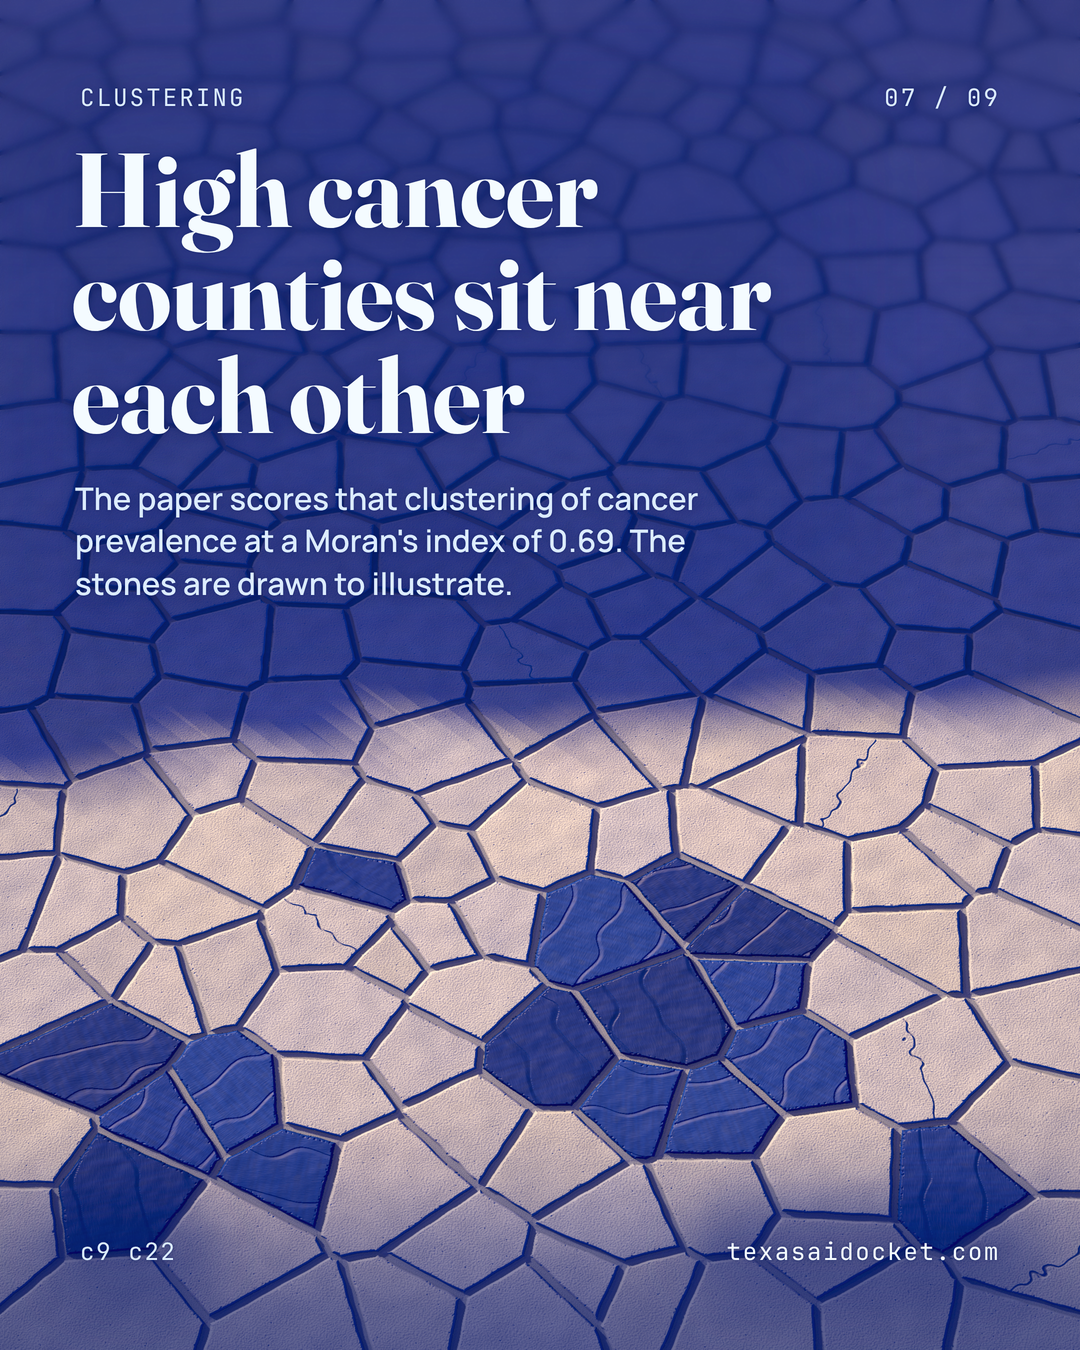 CLUSTERING
07 / 09
High cancer
counties sit near
each other
The paper scores that clustering of cancer
prevalence at a Moran's index of 0.69. The
stones are drawn to illustrate.
c9 c22
texasaidocket.com